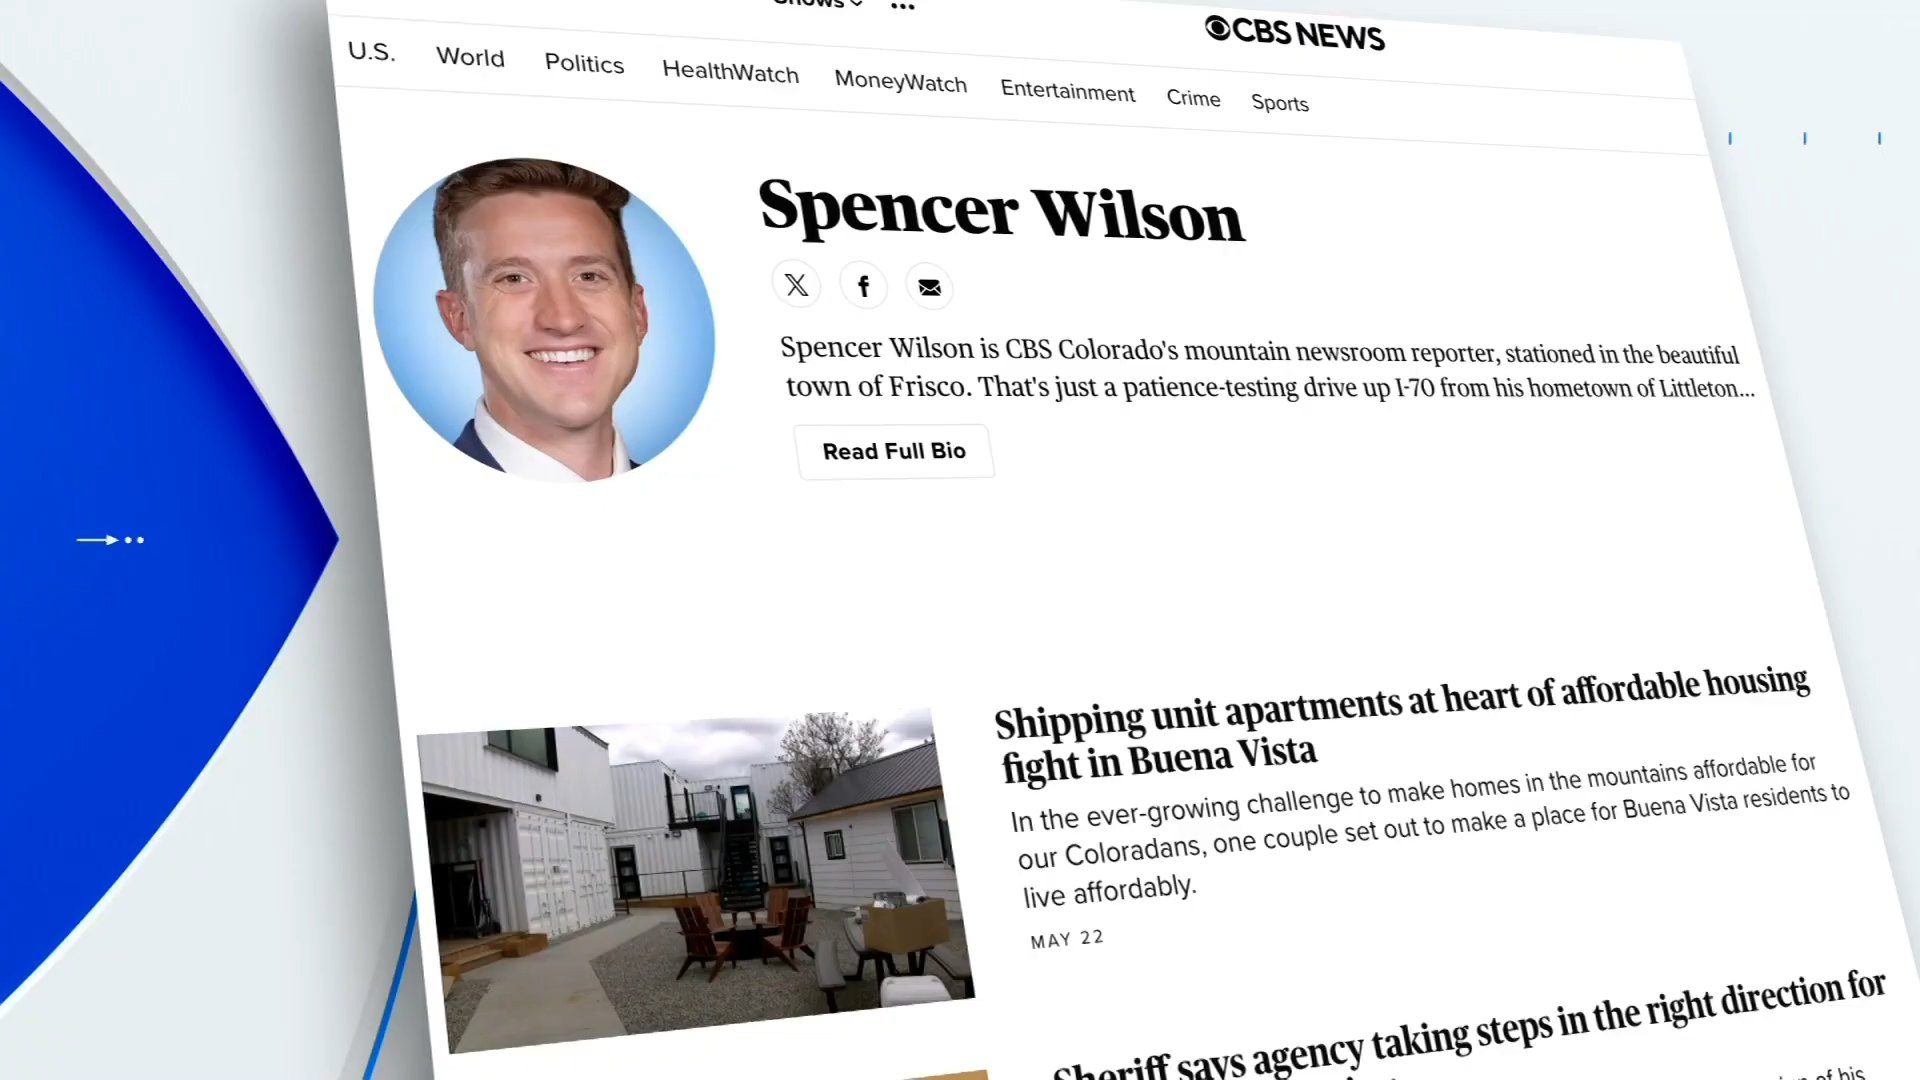 Shows
CBS NEWS
U.S. World Politics HealthWatch MoneyWatch Entertainment Crime Sports
Spencer Wilson
Spencer Wilson is CBS Colorado's mountain newsroom reporter, stationed in the beautiful
town of Frisco. That's just a patience-testing drive up I-70 from his hometown of Littleton...
Read Full Bio
Shipping unit apartments at heart of affordable housing
fight in Buena Vista
In the ever-growing challenge to make homes in the mountains affordable for
our Coloradans, one couple set out to make a place for Buena Vista residents to
live affordably.
MAY 22
Sheriff says agency taking steps in the right direction for
of his